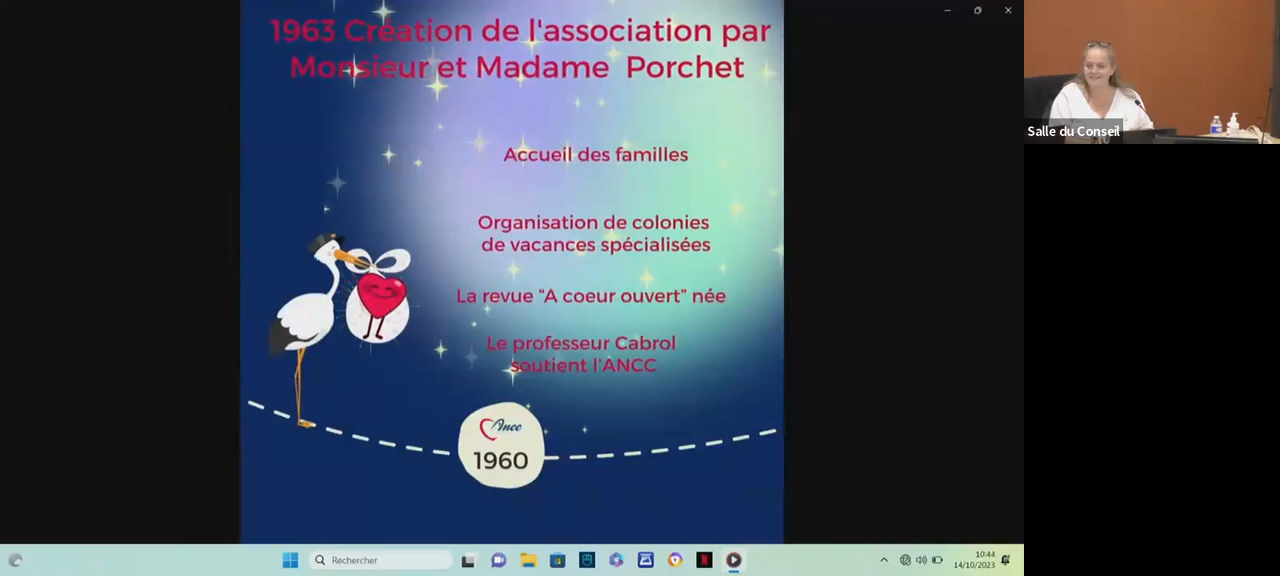 1963 Création de l'association par
Monsieur et Madame Porchet
Salle du Conseil
Accueil des familles
Organisation de colonies
de vacances spécialisées
La revue “A coeur ouvert” née
Le professeur Cabrol
soutient l'ANCC
Ancc
1960
Rechercher
10:44
14/10/2023